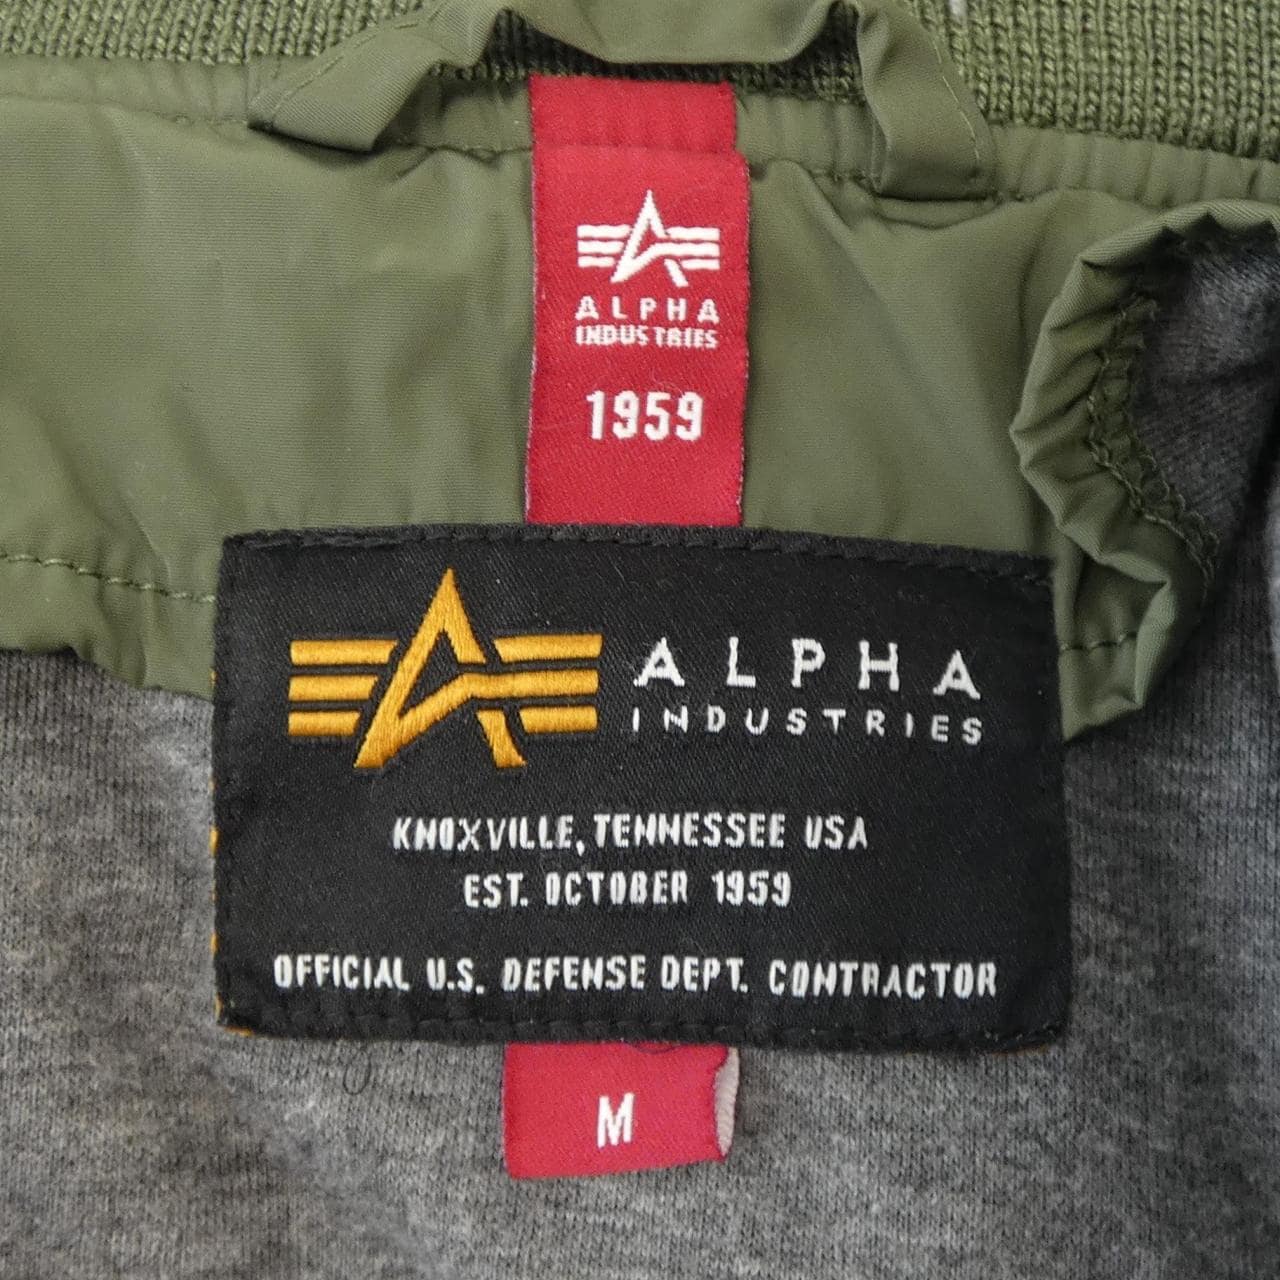 ALPHA
INDUSTRIES
1959
ALPHA
INDUSTRIES
KNOXVILLE, TENNESSEE USA
EST. OCTOBER 1959
OFFICIAL U.S. DEFENSE DEPT. CONTRACTOR
M